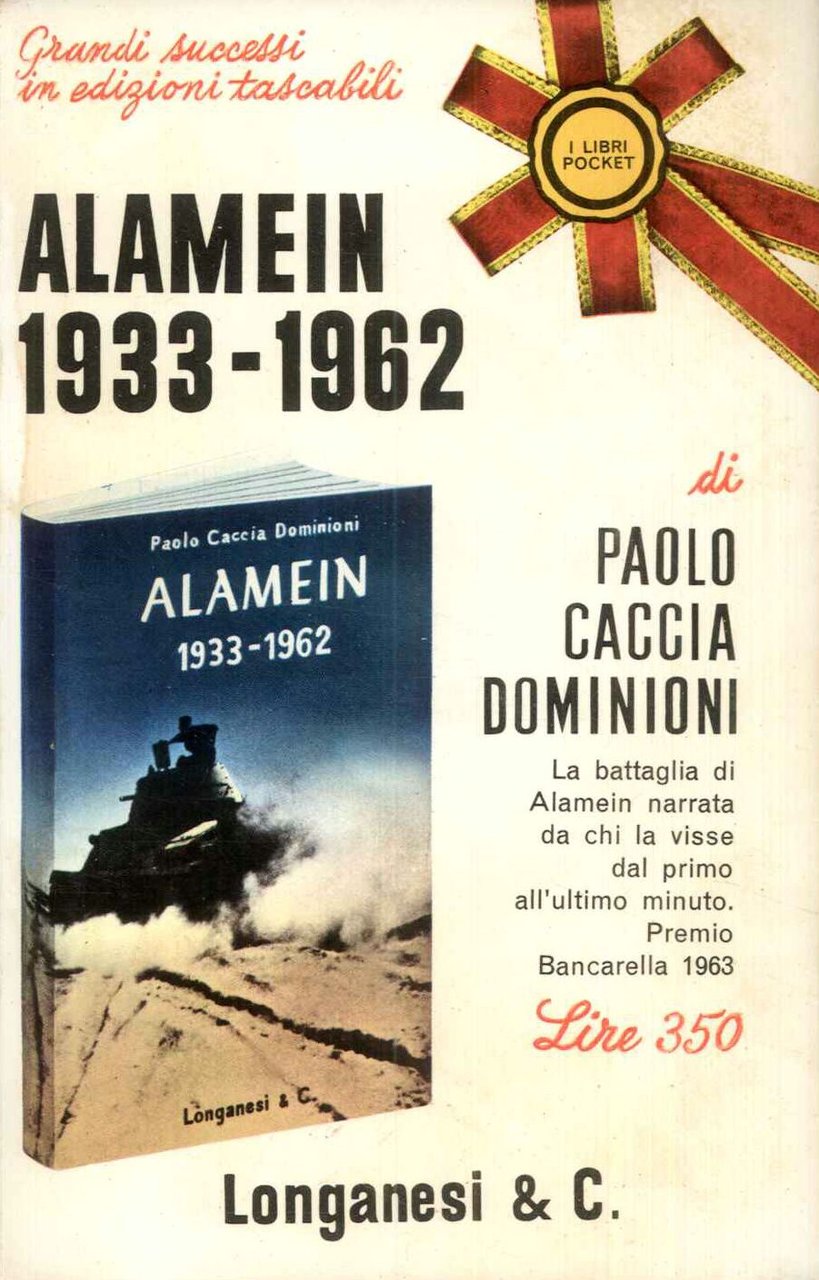 Grandi successi
in edizioni tascabili
I LIBRI
POCKET
ALAMEIN
1933-1962
di
PAOLO
CACCIA
DOMINIONI
La battaglia di
Alamein narrata
da chi la visse
dal primo
all'ultimo minuto.
Premio
Bancarella 1963
Lire 350
Paolo Caccia Dominioni
ALAMEIN
1933-1962
Longanesi & C.
Longanesi & C.